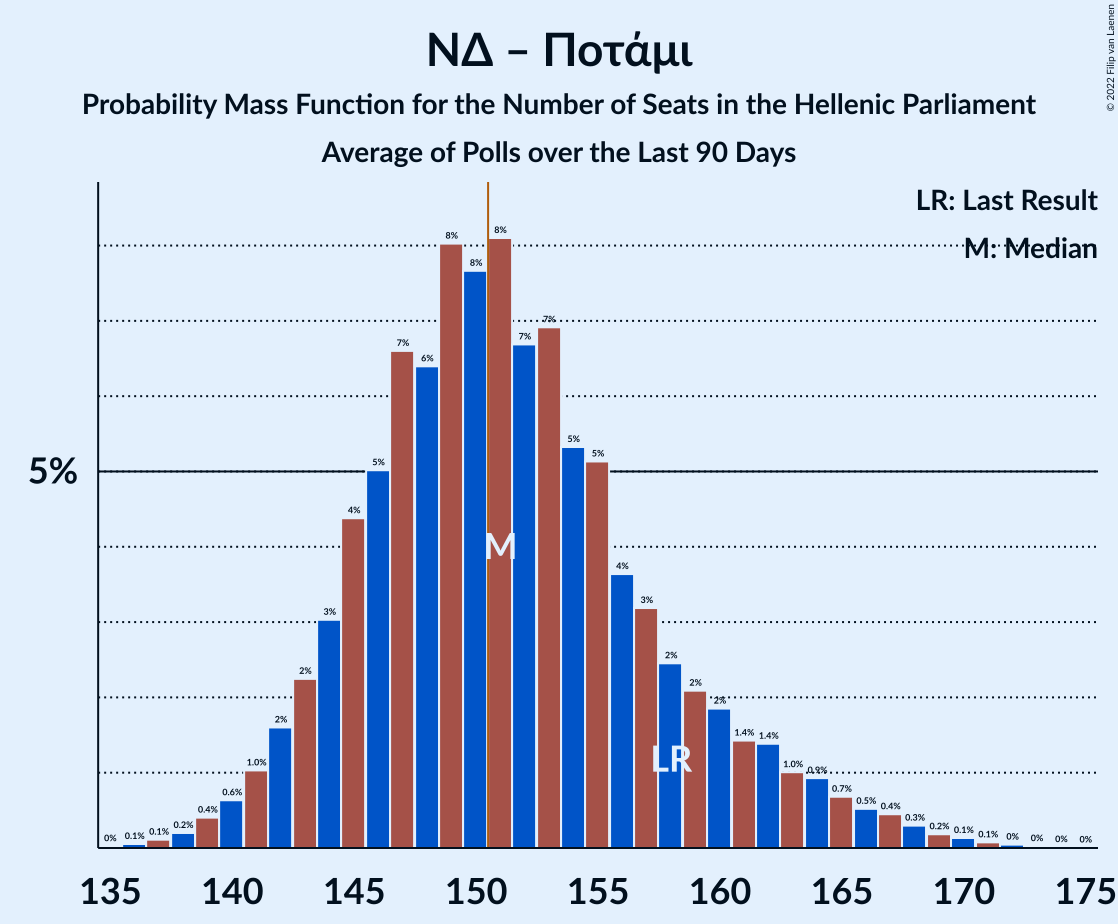 ΝΔ – Ποτάμι
Probability Mass Function for the Number of Seats in the Hellenic Parliament
Average of Polls over the Last 90 Days
© 2022 Filip van Laenen
LR: Last Result
M: Median
5%
0% 0.1% 0.1% 0.2% 0.4% 0.6% 1.0% 2% 2% 3% 4% 5% 7% 6% 8% 8% 8% 7% 7% 5% 5% 4% 3% 2% 2% 2% 1.4% 1.4% 1.0% 0.9% 0.7% 0.5% 0.4% 0.3% 0.2% 0.1% 0.1% 0% 0% 0% 0%
M
LR
135 140 145 150 155 160 165 170 175